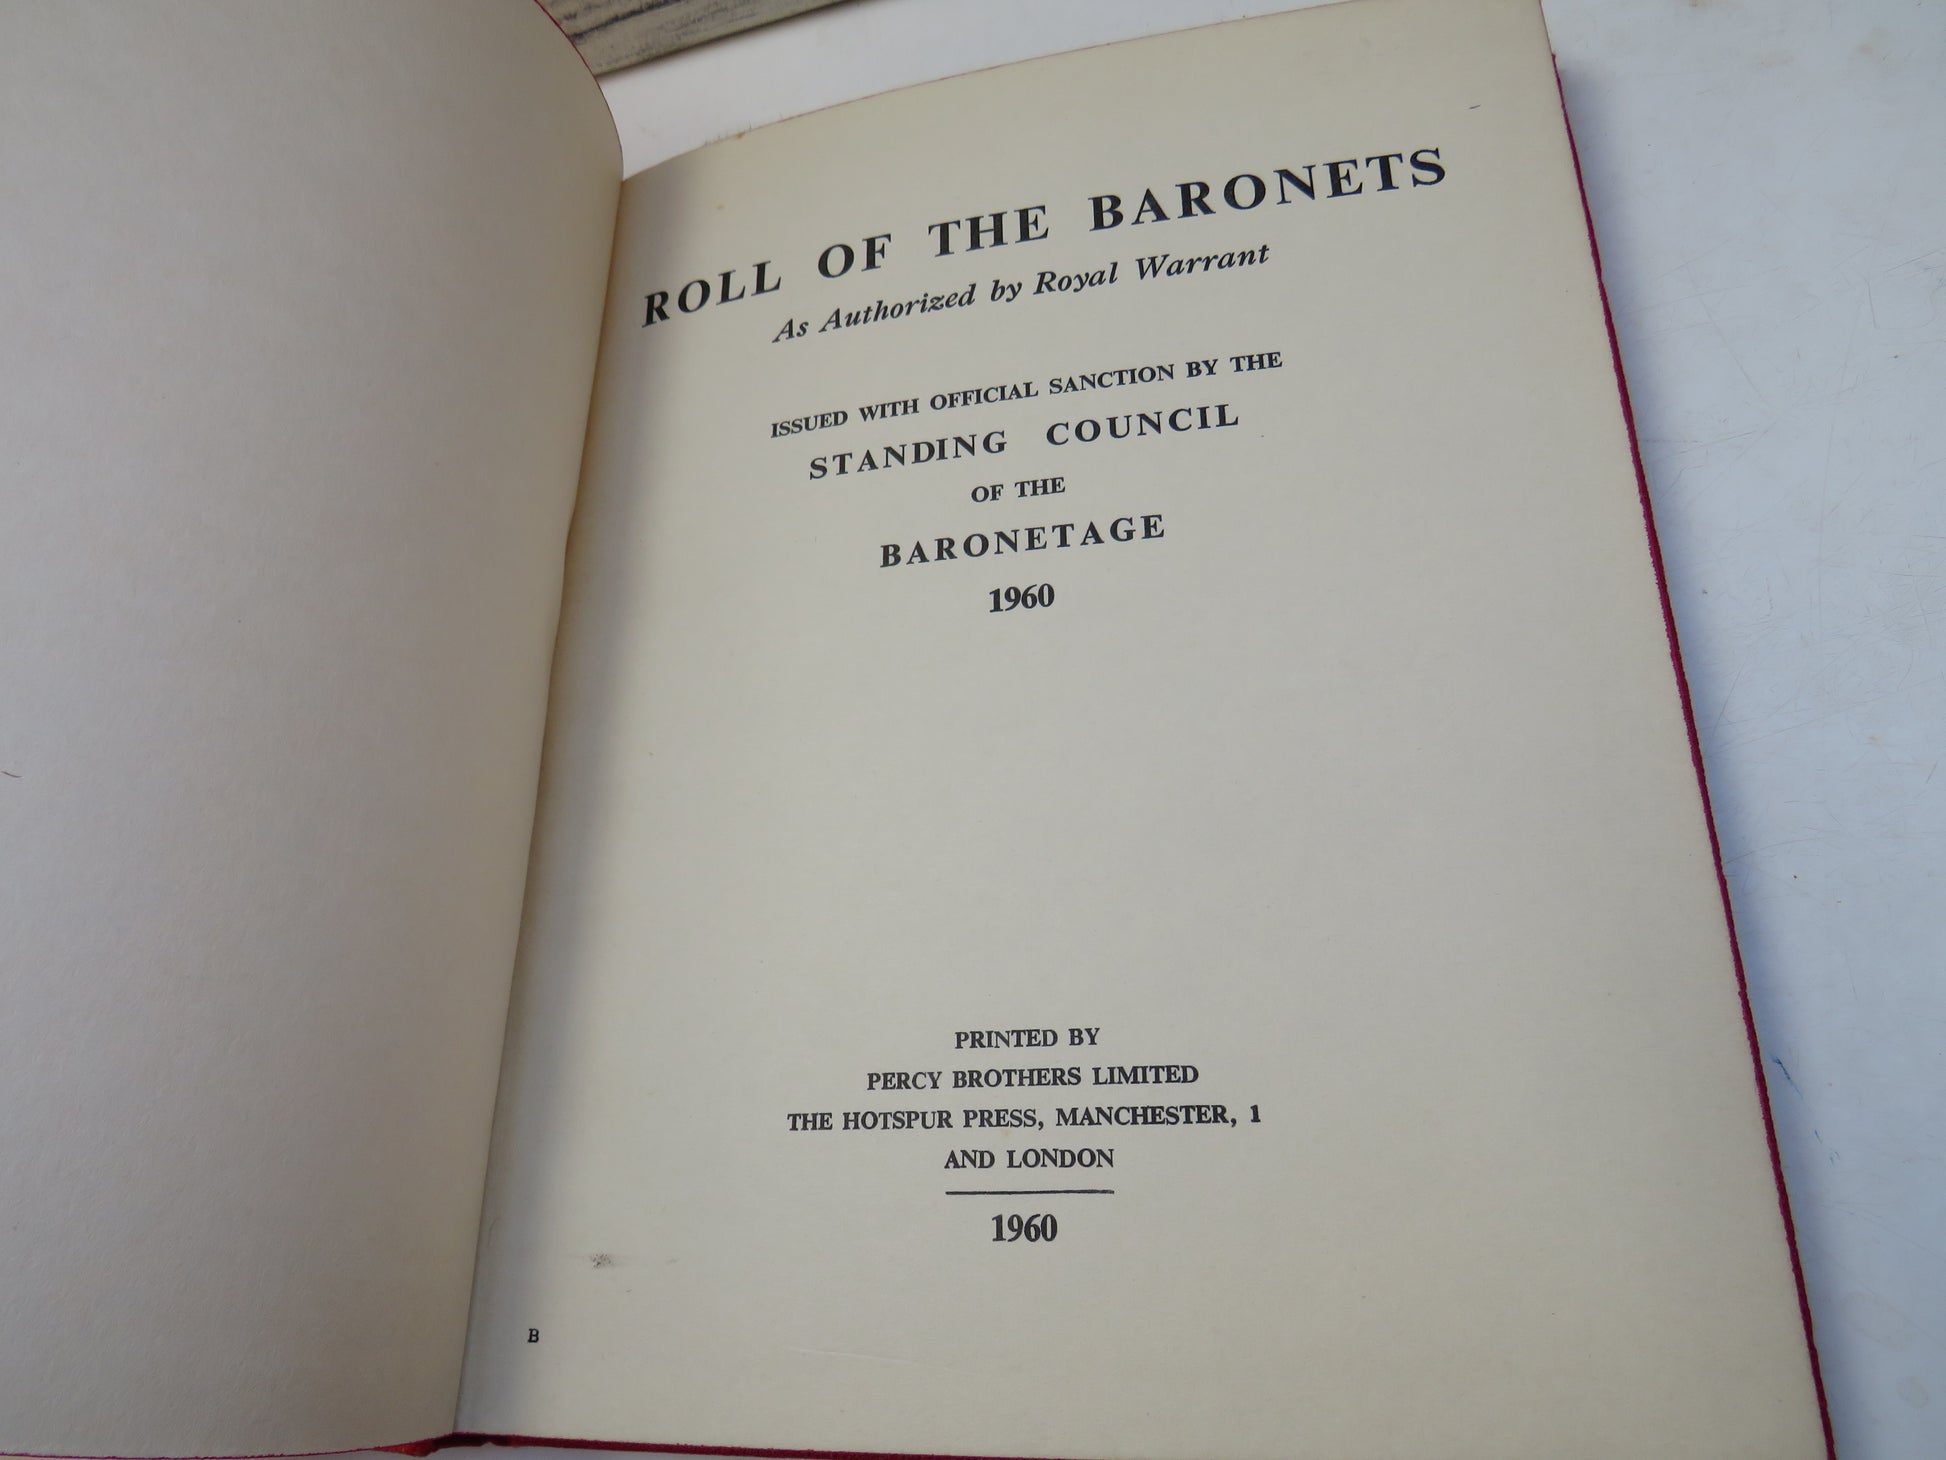 ROLL OF THE BARONETS
As Authorized by Royal Warrant
ISSUED WITH OFFICIAL SANCTION BY THE
STANDING COUNCIL
OF THE
BARONETAGE
1960
PRINTED BY
PERCY BROTHERS LIMITED
THE HOTSPUR PRESS, MANCHESTER, 1
AND LONDON
1960
B